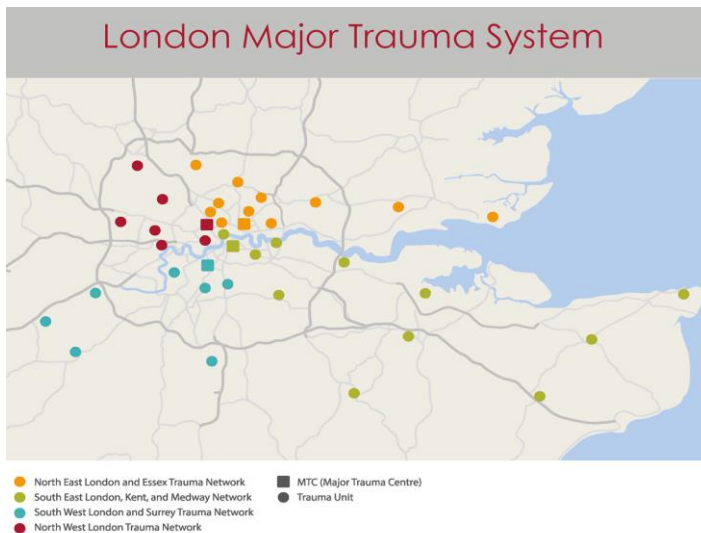 London Major Trauma System
North East London and Essex Trauma Network
South East London, Kent, and Medway Network
South West London and Surrey Trauma Network
North West London Trauma Network
MTC (Major Trauma Centre)
Trauma Unit